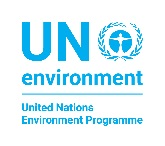 UN
environment
United Nations
Environment Programme